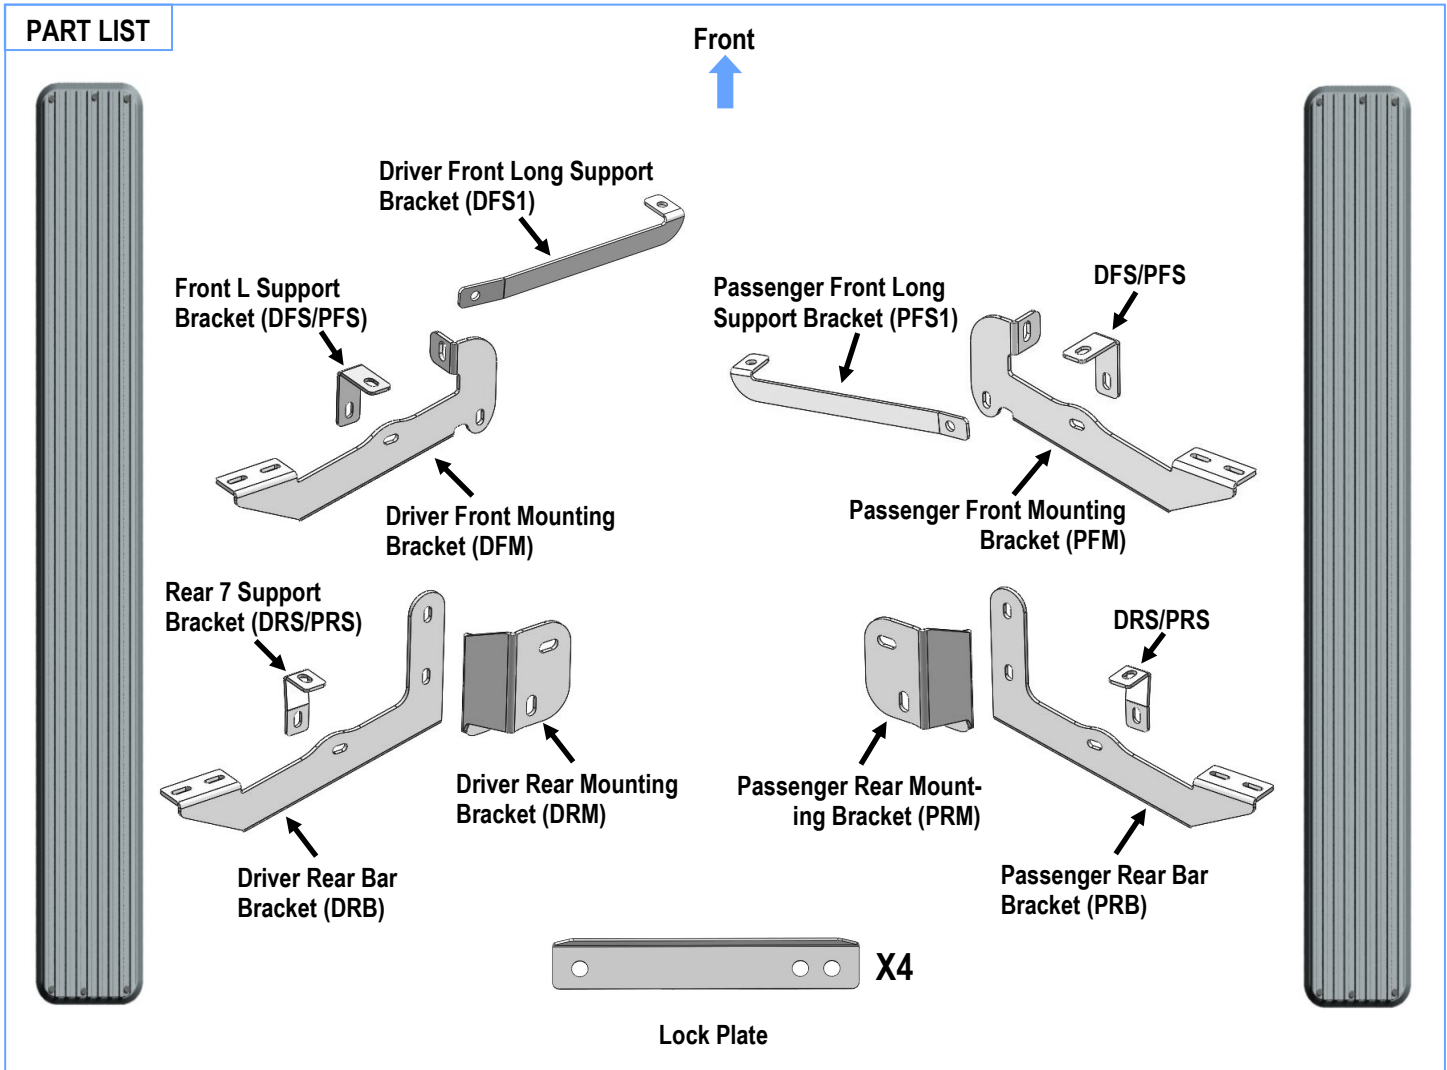 PART LIST
Front
Driver Front Long Support
Bracket (DFS1)
Front L Support
Bracket (DFS/PFS)
Passenger Front Long
Support Bracket (PFS1)
DFS/PFS
Driver Front Mounting
Bracket (DFM)
Passenger Front Mounting
Bracket (PFM)
Rear 7 Support
Bracket (DRS/PRS)
DRS/PRS
Driver Rear Mounting
Bracket (DRM)
Passenger Rear Mount-
ing Bracket (PRM)
Driver Rear Bar
Bracket (DRB)
Passenger Rear Bar
Bracket (PRB)
X4
Lock Plate